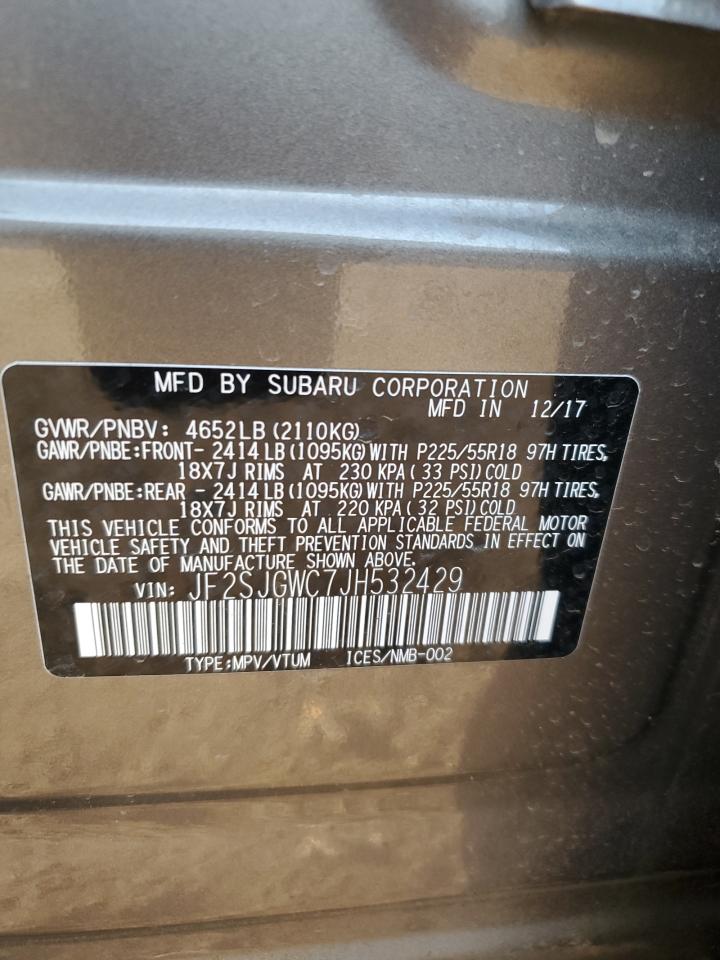 MFD BY SUBARU CORPORATION
MFD IN 12/17
GVWR/PNBV: 4652LB (2110KG)
GAWR/PNBE:FRONT- 2414 LB (1095KG) WITH P225/55R18 97H TIRES,
18X7J RIMS AT 230 KPA ( 33 PSI) COLD
GAWR/PNBE:REAR - 2414 LB (1095KG) WITH P225/55R18 97H TIRES,
18X7J RIMS AT 220 KPA ( 32 PSI) COLD
THIS VEHICLE CONFORMS TO ALL APPLICABLE FEDERAL MOTOR
VEHICLE SAFETY AND THEFT PREVENTION STANDARDS IN EFFECT ON
THE DATE OF MANUFACTURE SHOWN ABOVE.
VIN: JF2SJGWC7JH532429
TYPE:MPV/VTUM ICES/NMB-002